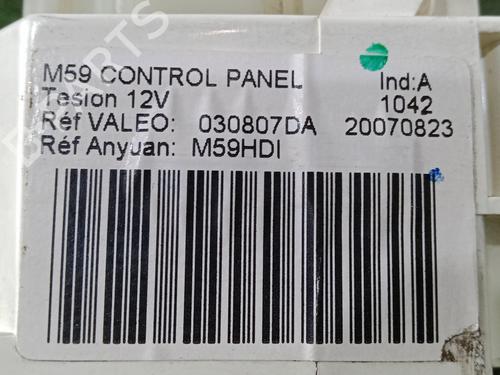 M59 CONTROL PANEL Ind:A
Tesion 12V 1042
Réf VALEO: 030807DA 20070823
Réf Anyuan: M59HDI